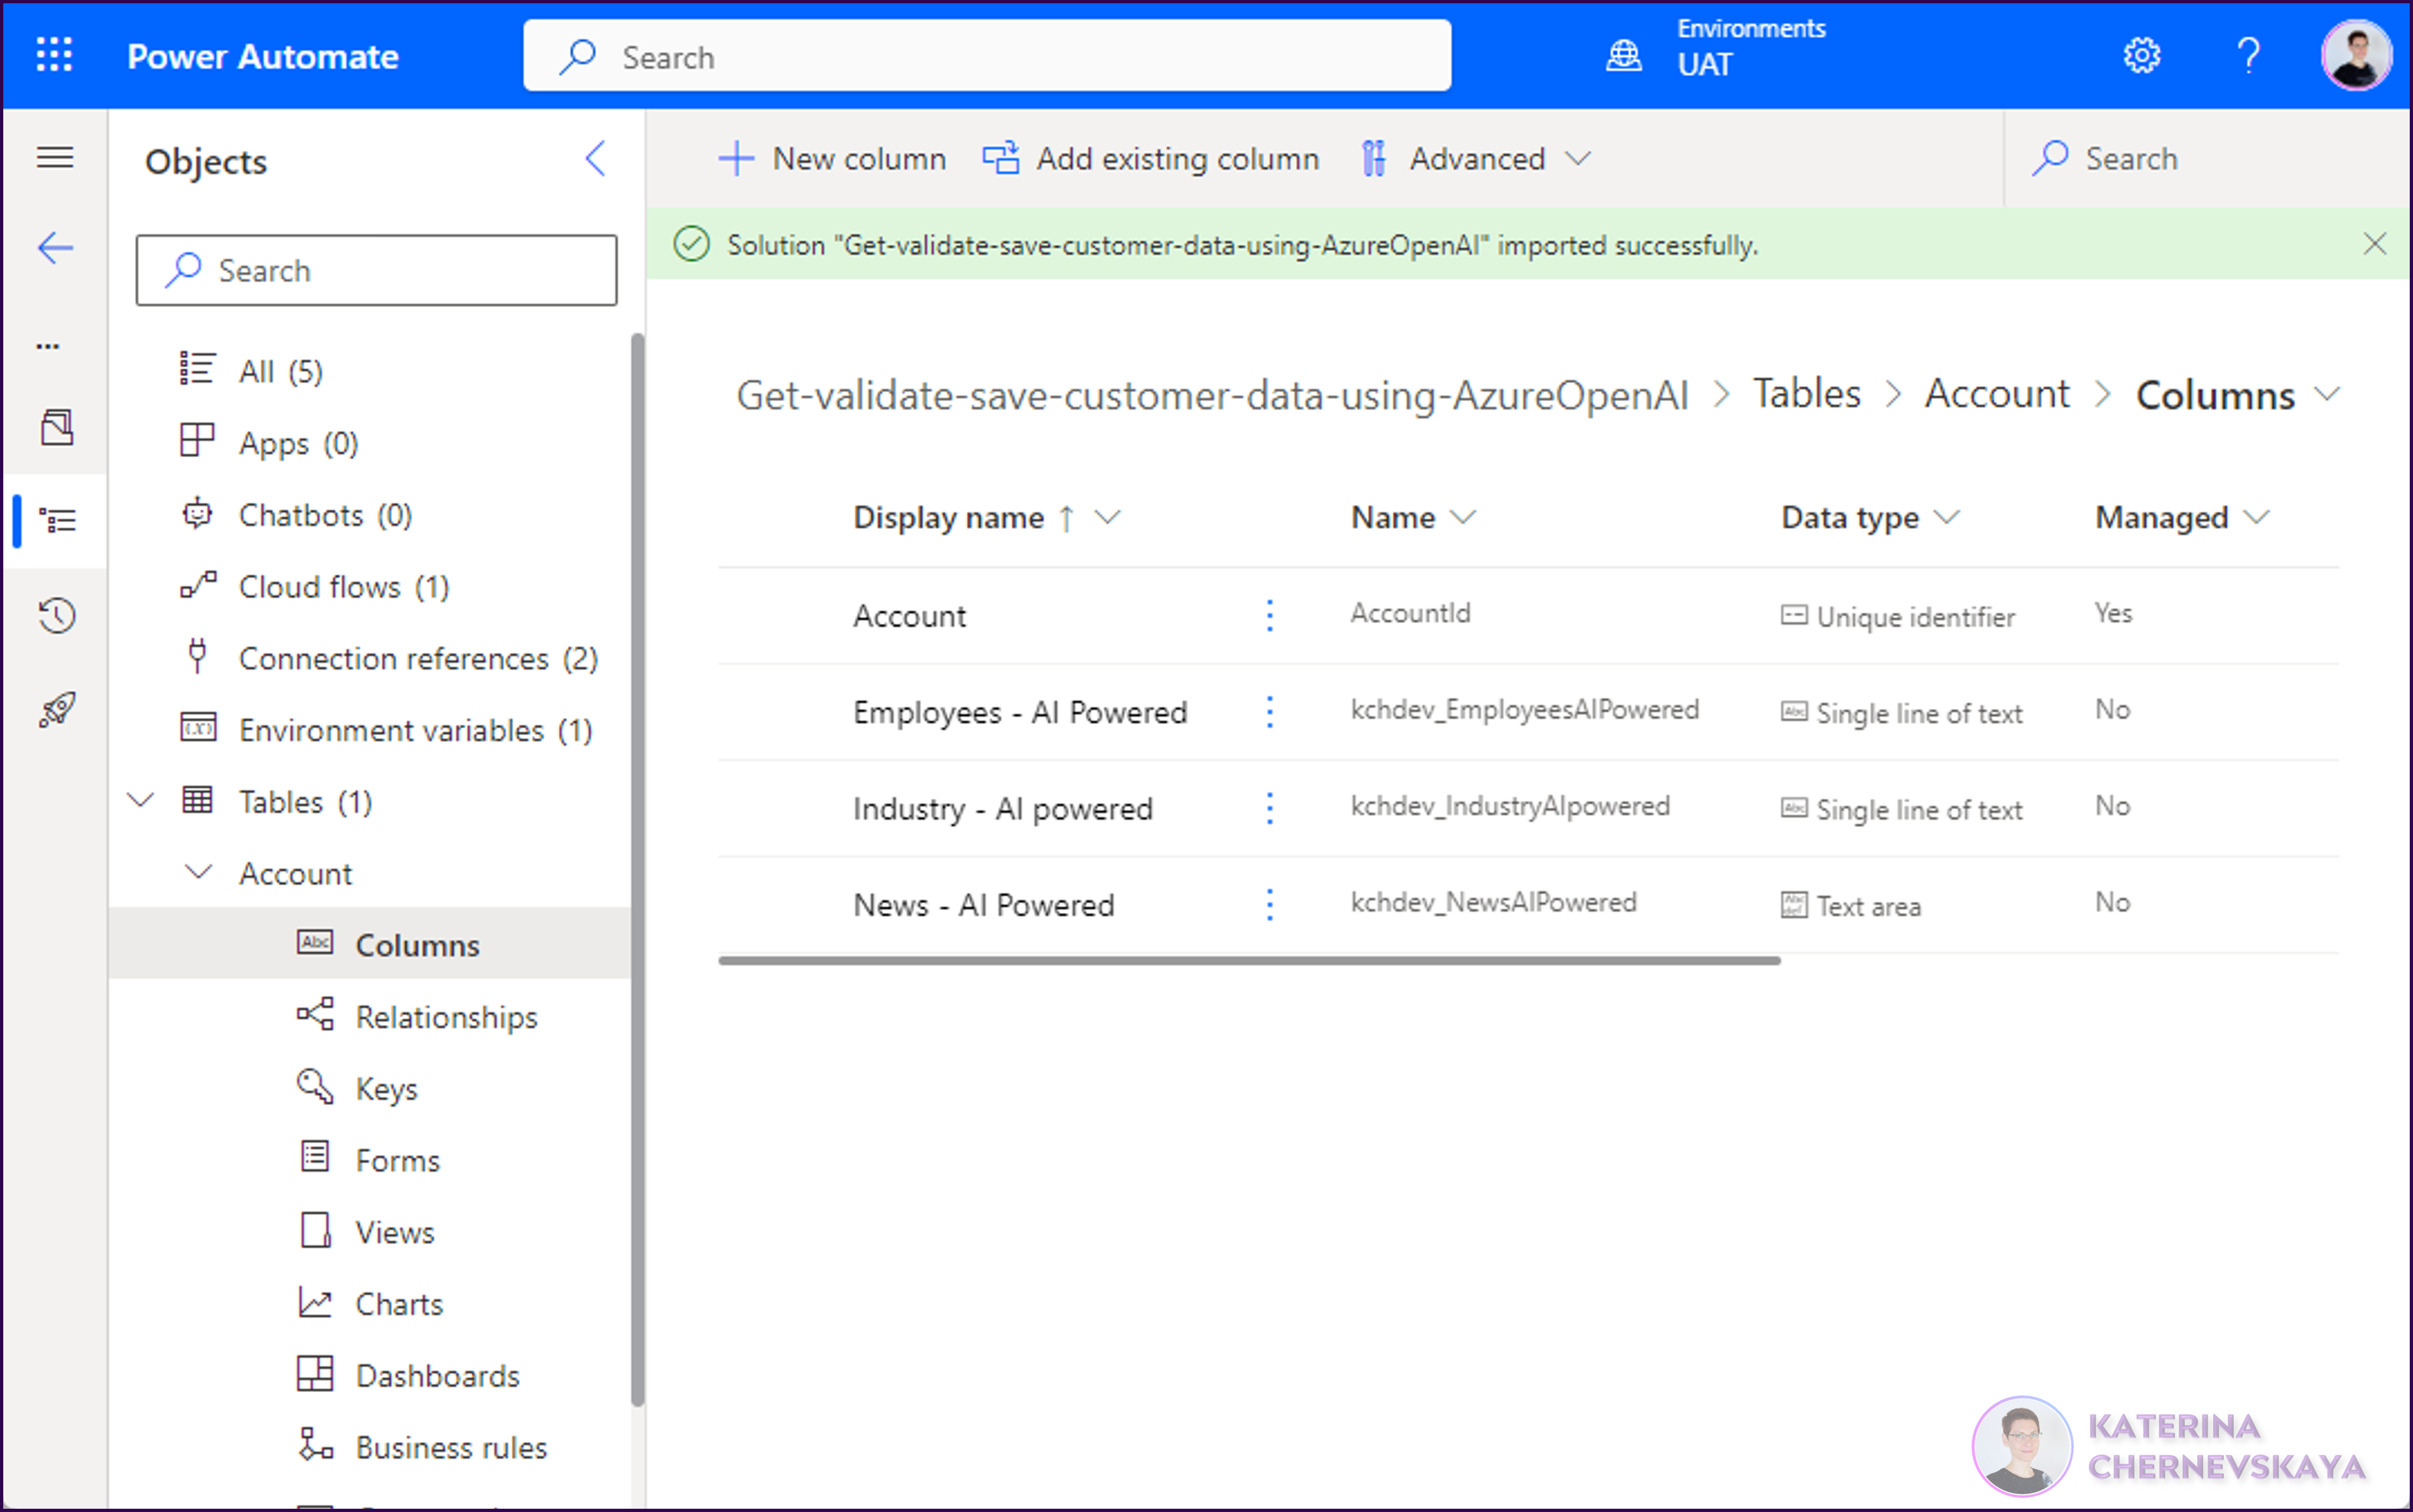 Power Automate
Search
Environments
UAT
Objects
Search
All (5)
Apps (0)
Chatbots (0)
Cloud flows (1)
Connection references (2)
Environment variables (1)
Tables (1)
Account
Columns
Relationships
Keys
Forms
Views
Charts
Dashboards
Business rules
New column
Add existing column
Advanced
Search
Solution "Get-validate-save-customer-data-using-AzureOpenAI" imported successfully.
Get-validate-save-customer-data-using-AzureOpenAI > Tables > Account > Columns
Display name ↑ Name Data type Managed
Account AccountId Unique identifier Yes
Employees - AI Powered kchdev_EmployeesAIPowered Single line of text No
Industry - AI powered kchdev_IndustryAIpowered Single line of text No
News - AI Powered kchdev_NewsAIPowered Text area No
KATERINA
CHERNEVSKAYA